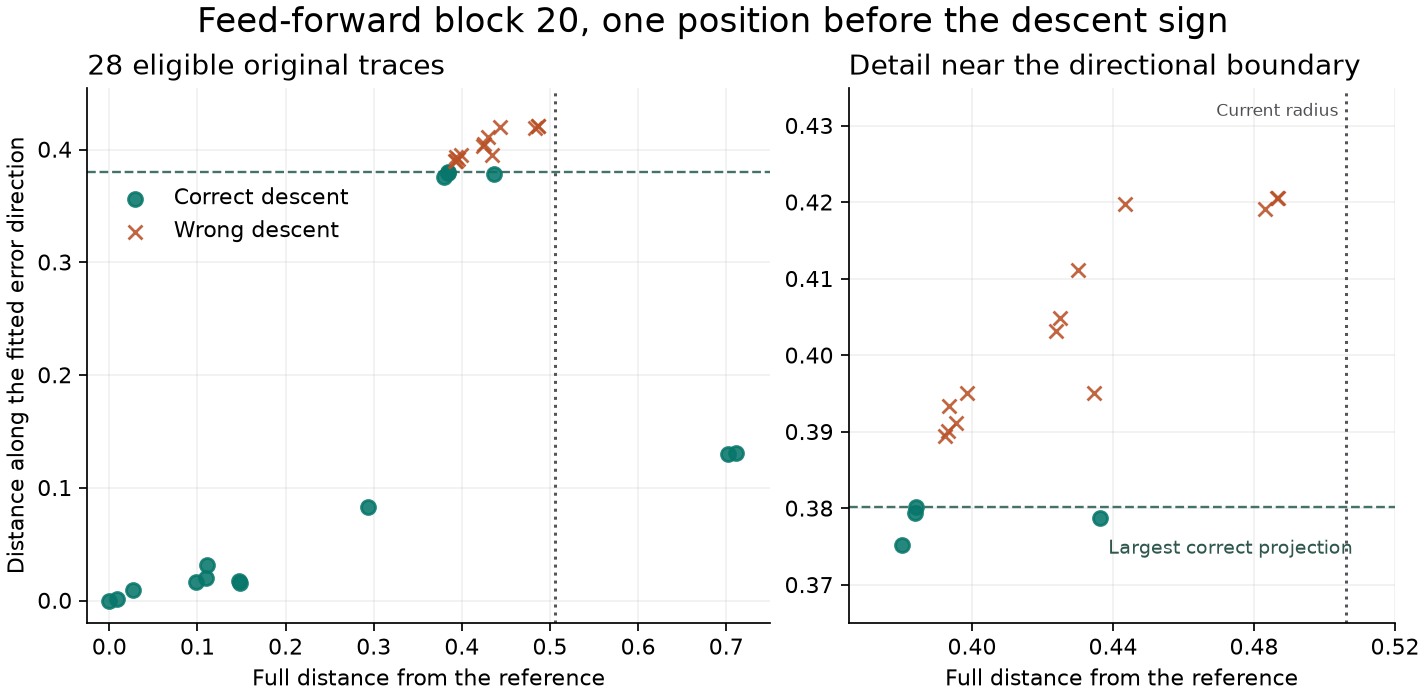 Feed-forward block 20, one position before the descent sign
28 eligible original traces
Distance along the fitted error direction
0.4
0.3
0.2
0.1
0.0
Correct descent
Wrong descent
0.0 0.1 0.2 0.3 0.4 0.5 0.6 0.7
Full distance from the reference
Detail near the directional boundary
Current radius
0.43
0.42
0.41
0.40
0.39
0.38
0.37
Largest correct projection
0.40 0.44 0.48 0.52
Full distance from the reference